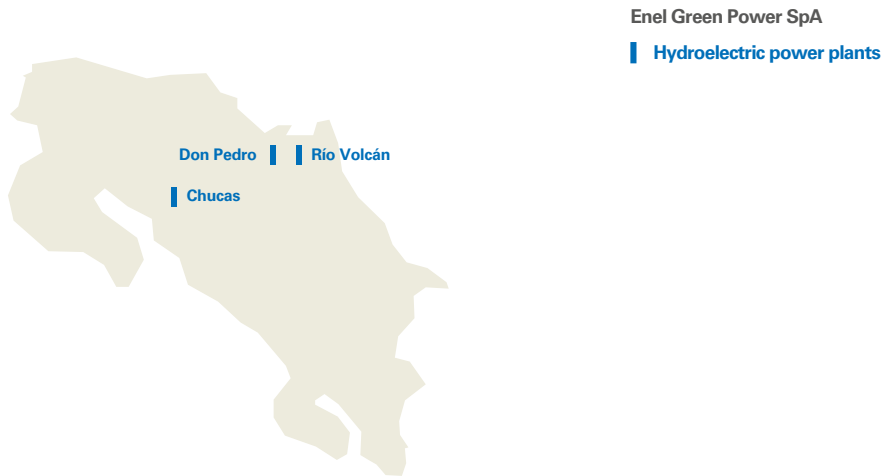 Enel Green Power SpA
Hydroelectric power plants
Don Pedro
Río Volcán
Chucas